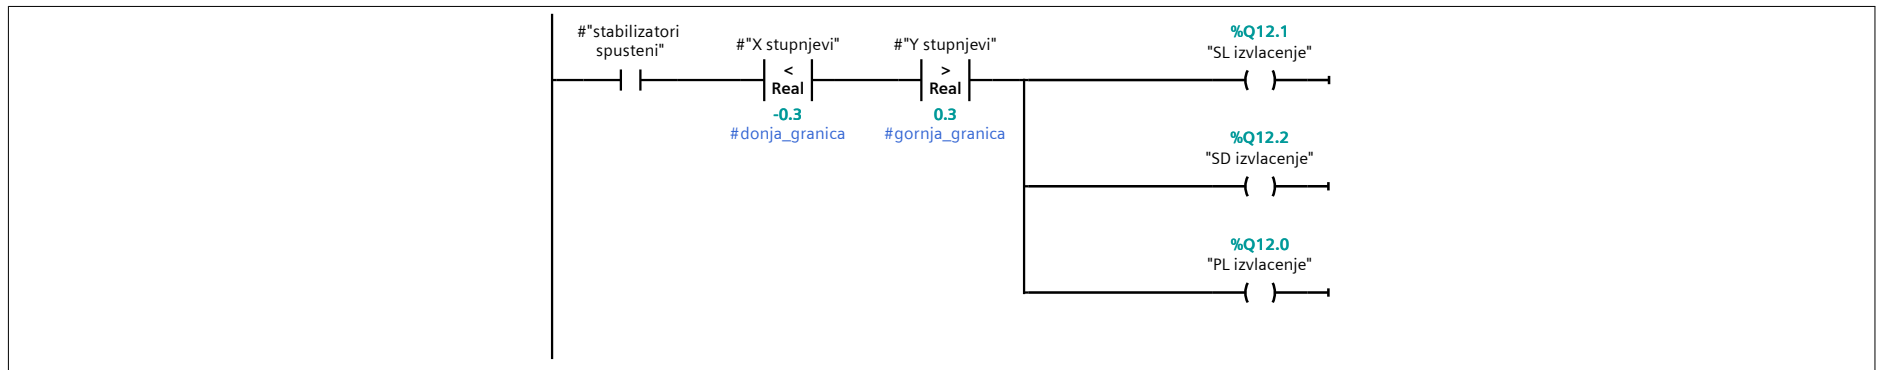 #"stabilizatori
spusteni"
#"X stupnjevi"
<
Real
-0.3
#donja_granica
#"Y stupnjevi"
>
Real
0.3
#gornja_granica
%Q12.1
"SL izvlacenje"
%Q12.2
"SD izvlacenje"
%Q12.0
"PL izvlacenje"